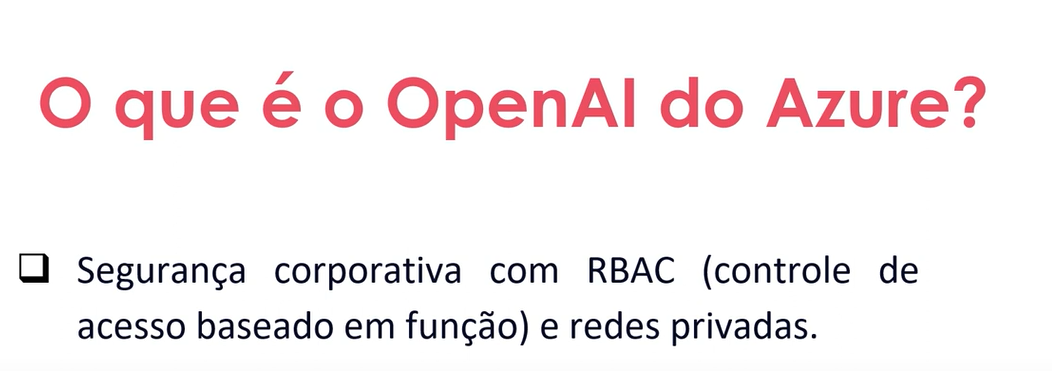 O que é o OpenAI do Azure?
❑ Segurança corporativa com RBAC (controle de
acesso baseado em função) e redes privadas.